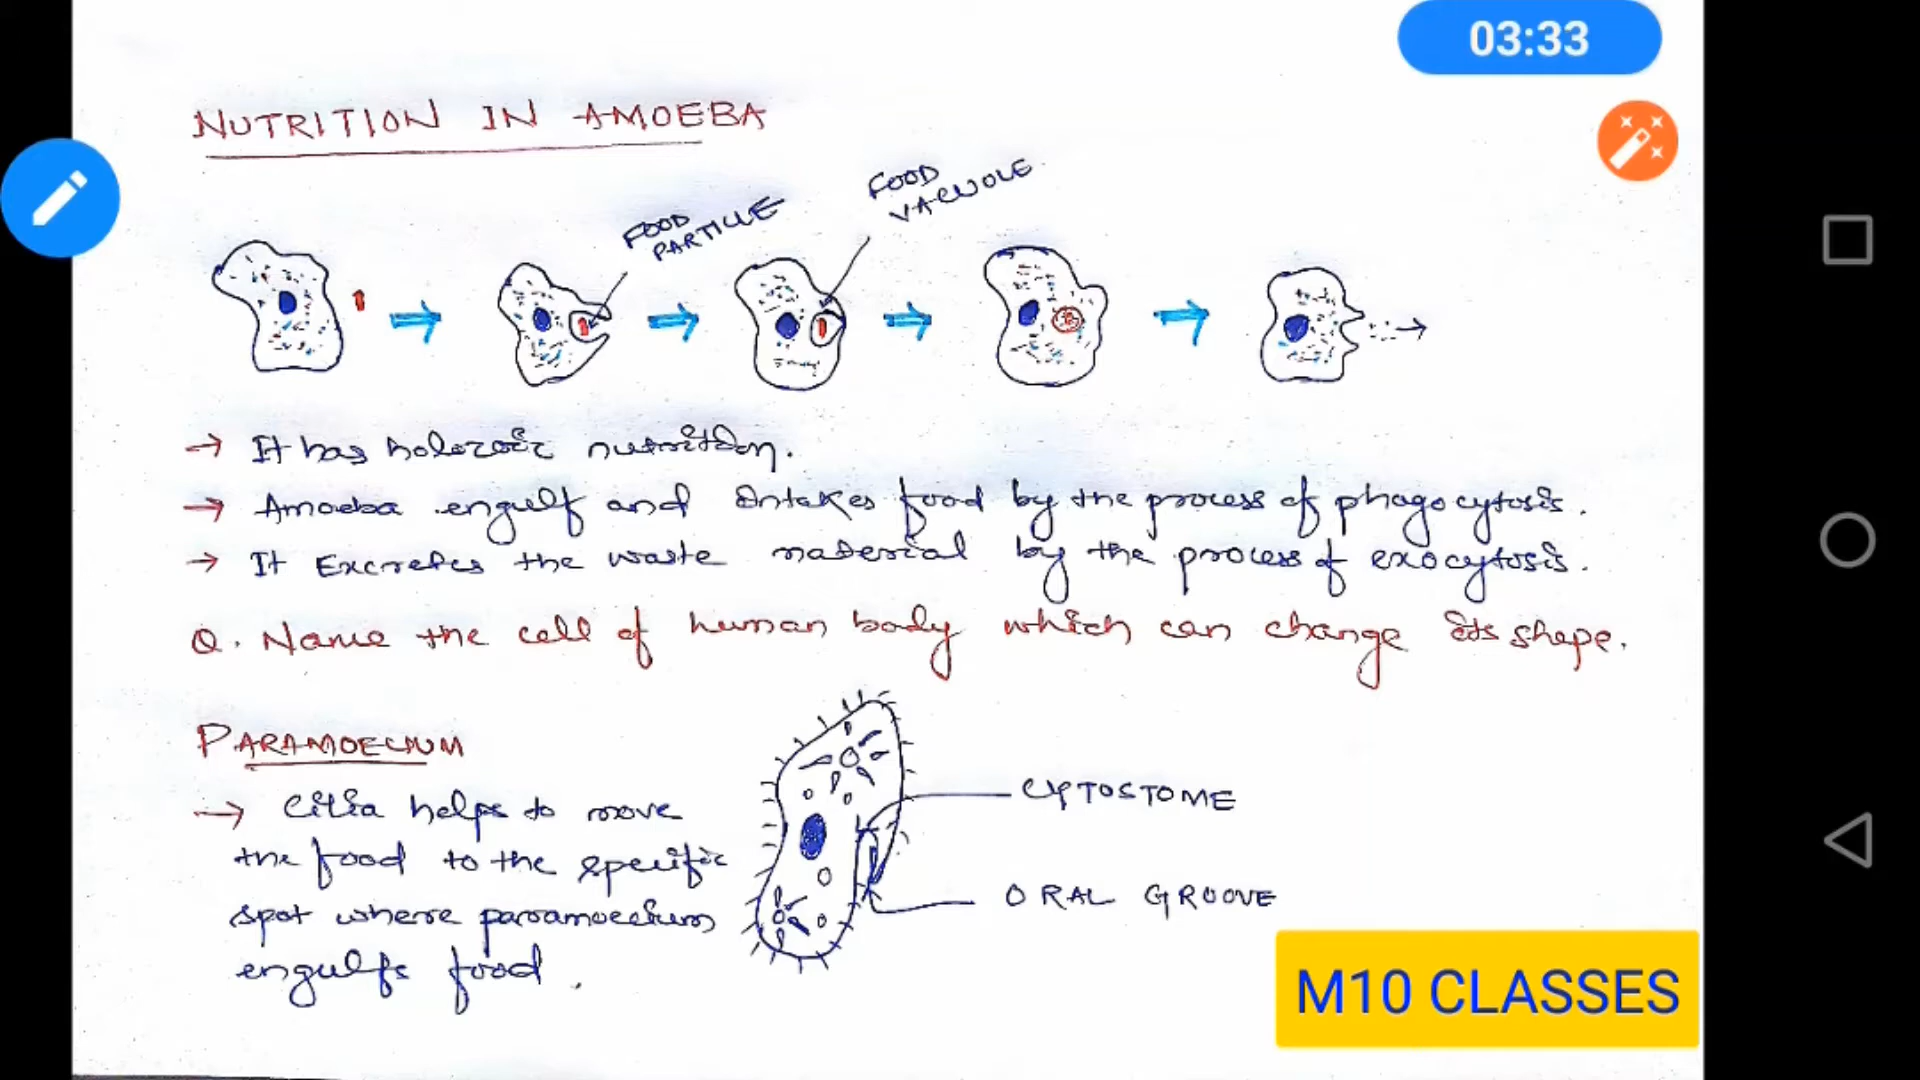 03:33
NUTRITION IN AMOEBA
FOOD
PARTICLE
FOOD
VACUOLE
→ It has holozoic nutrition.
→ Amoeba engulf and intakes food by the process of phagocytosis.
→ It Excretes the waste material by the process of exocytosis.
Q. Name the cell of human body which can change its shape.
PARAMOECIUM
→ Cilia helps to move
the food to the specific
spot where paramoecium
engulfs food.
CYTOSTOME
ORAL GROOVE
M10 CLASSES